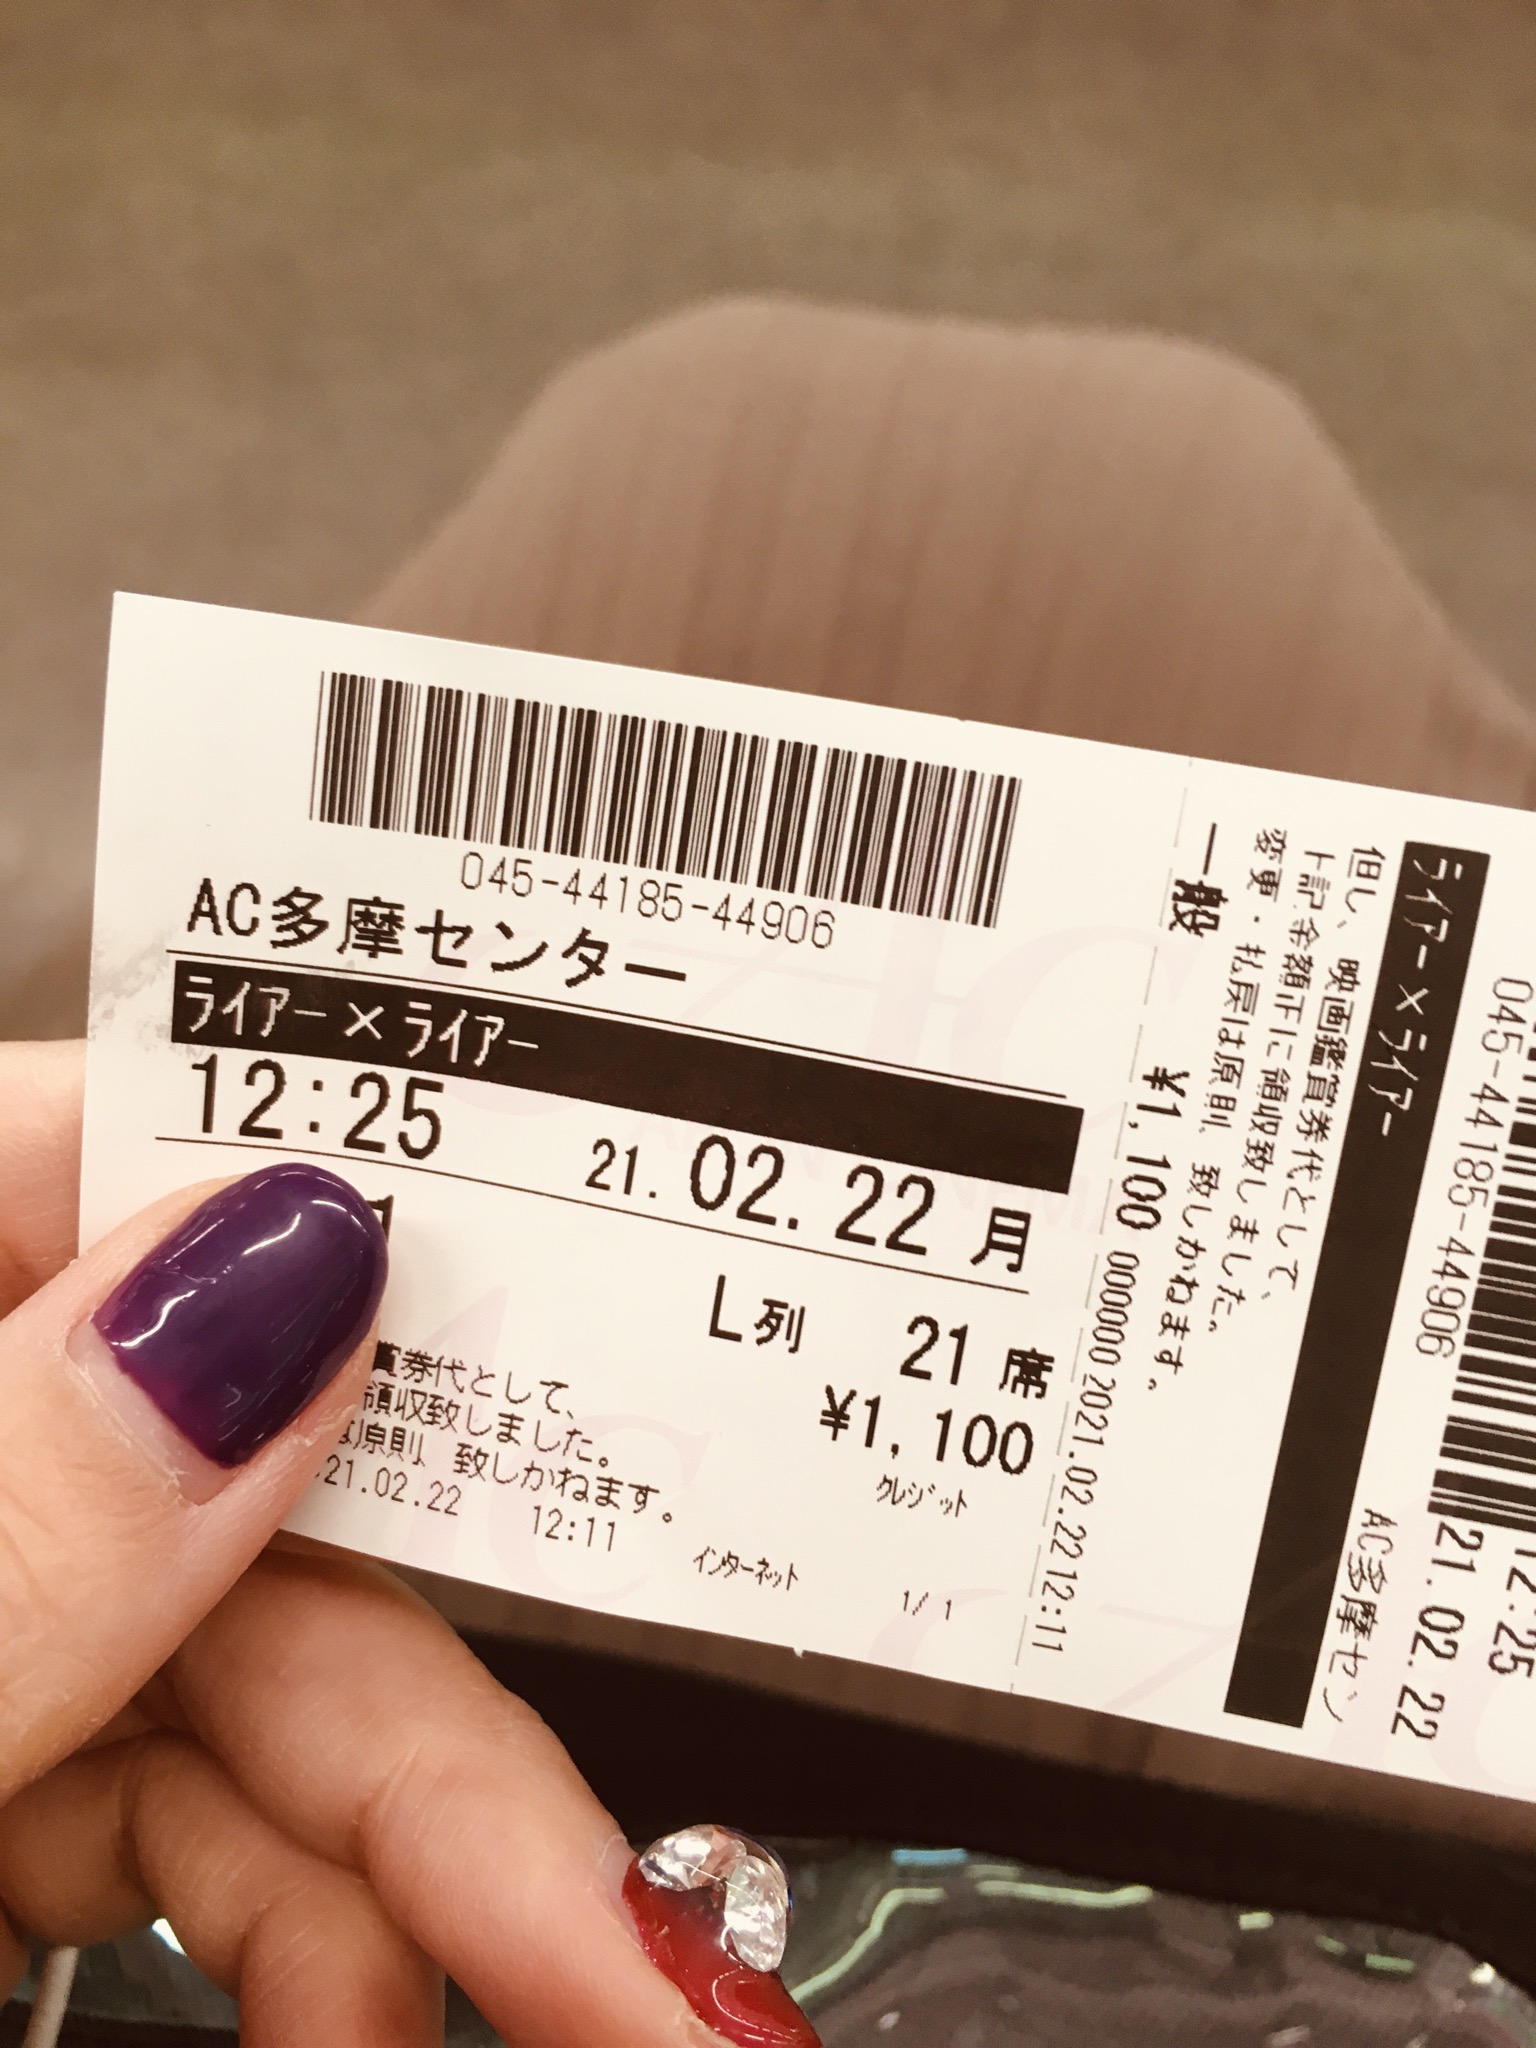 045-44185-44906
AC多摩センター
ライアー×ライアー
12:25 21.02.22 月
L列 21席
¥1,100
クレジット
賞券代として、
領収致しました。
は原則、致しかねます。
21.02.22 12:11
インターネット 1/1
一般 ¥1,100 000000 2021.02.22 12:11
変更・払戻は原則、致しかねます。
上記金額正に領収致しました。
但し、映画鑑賞券代として、
ライアー×ライアー
AC多摩セン
045-44185-44906
21.02.22
12:25